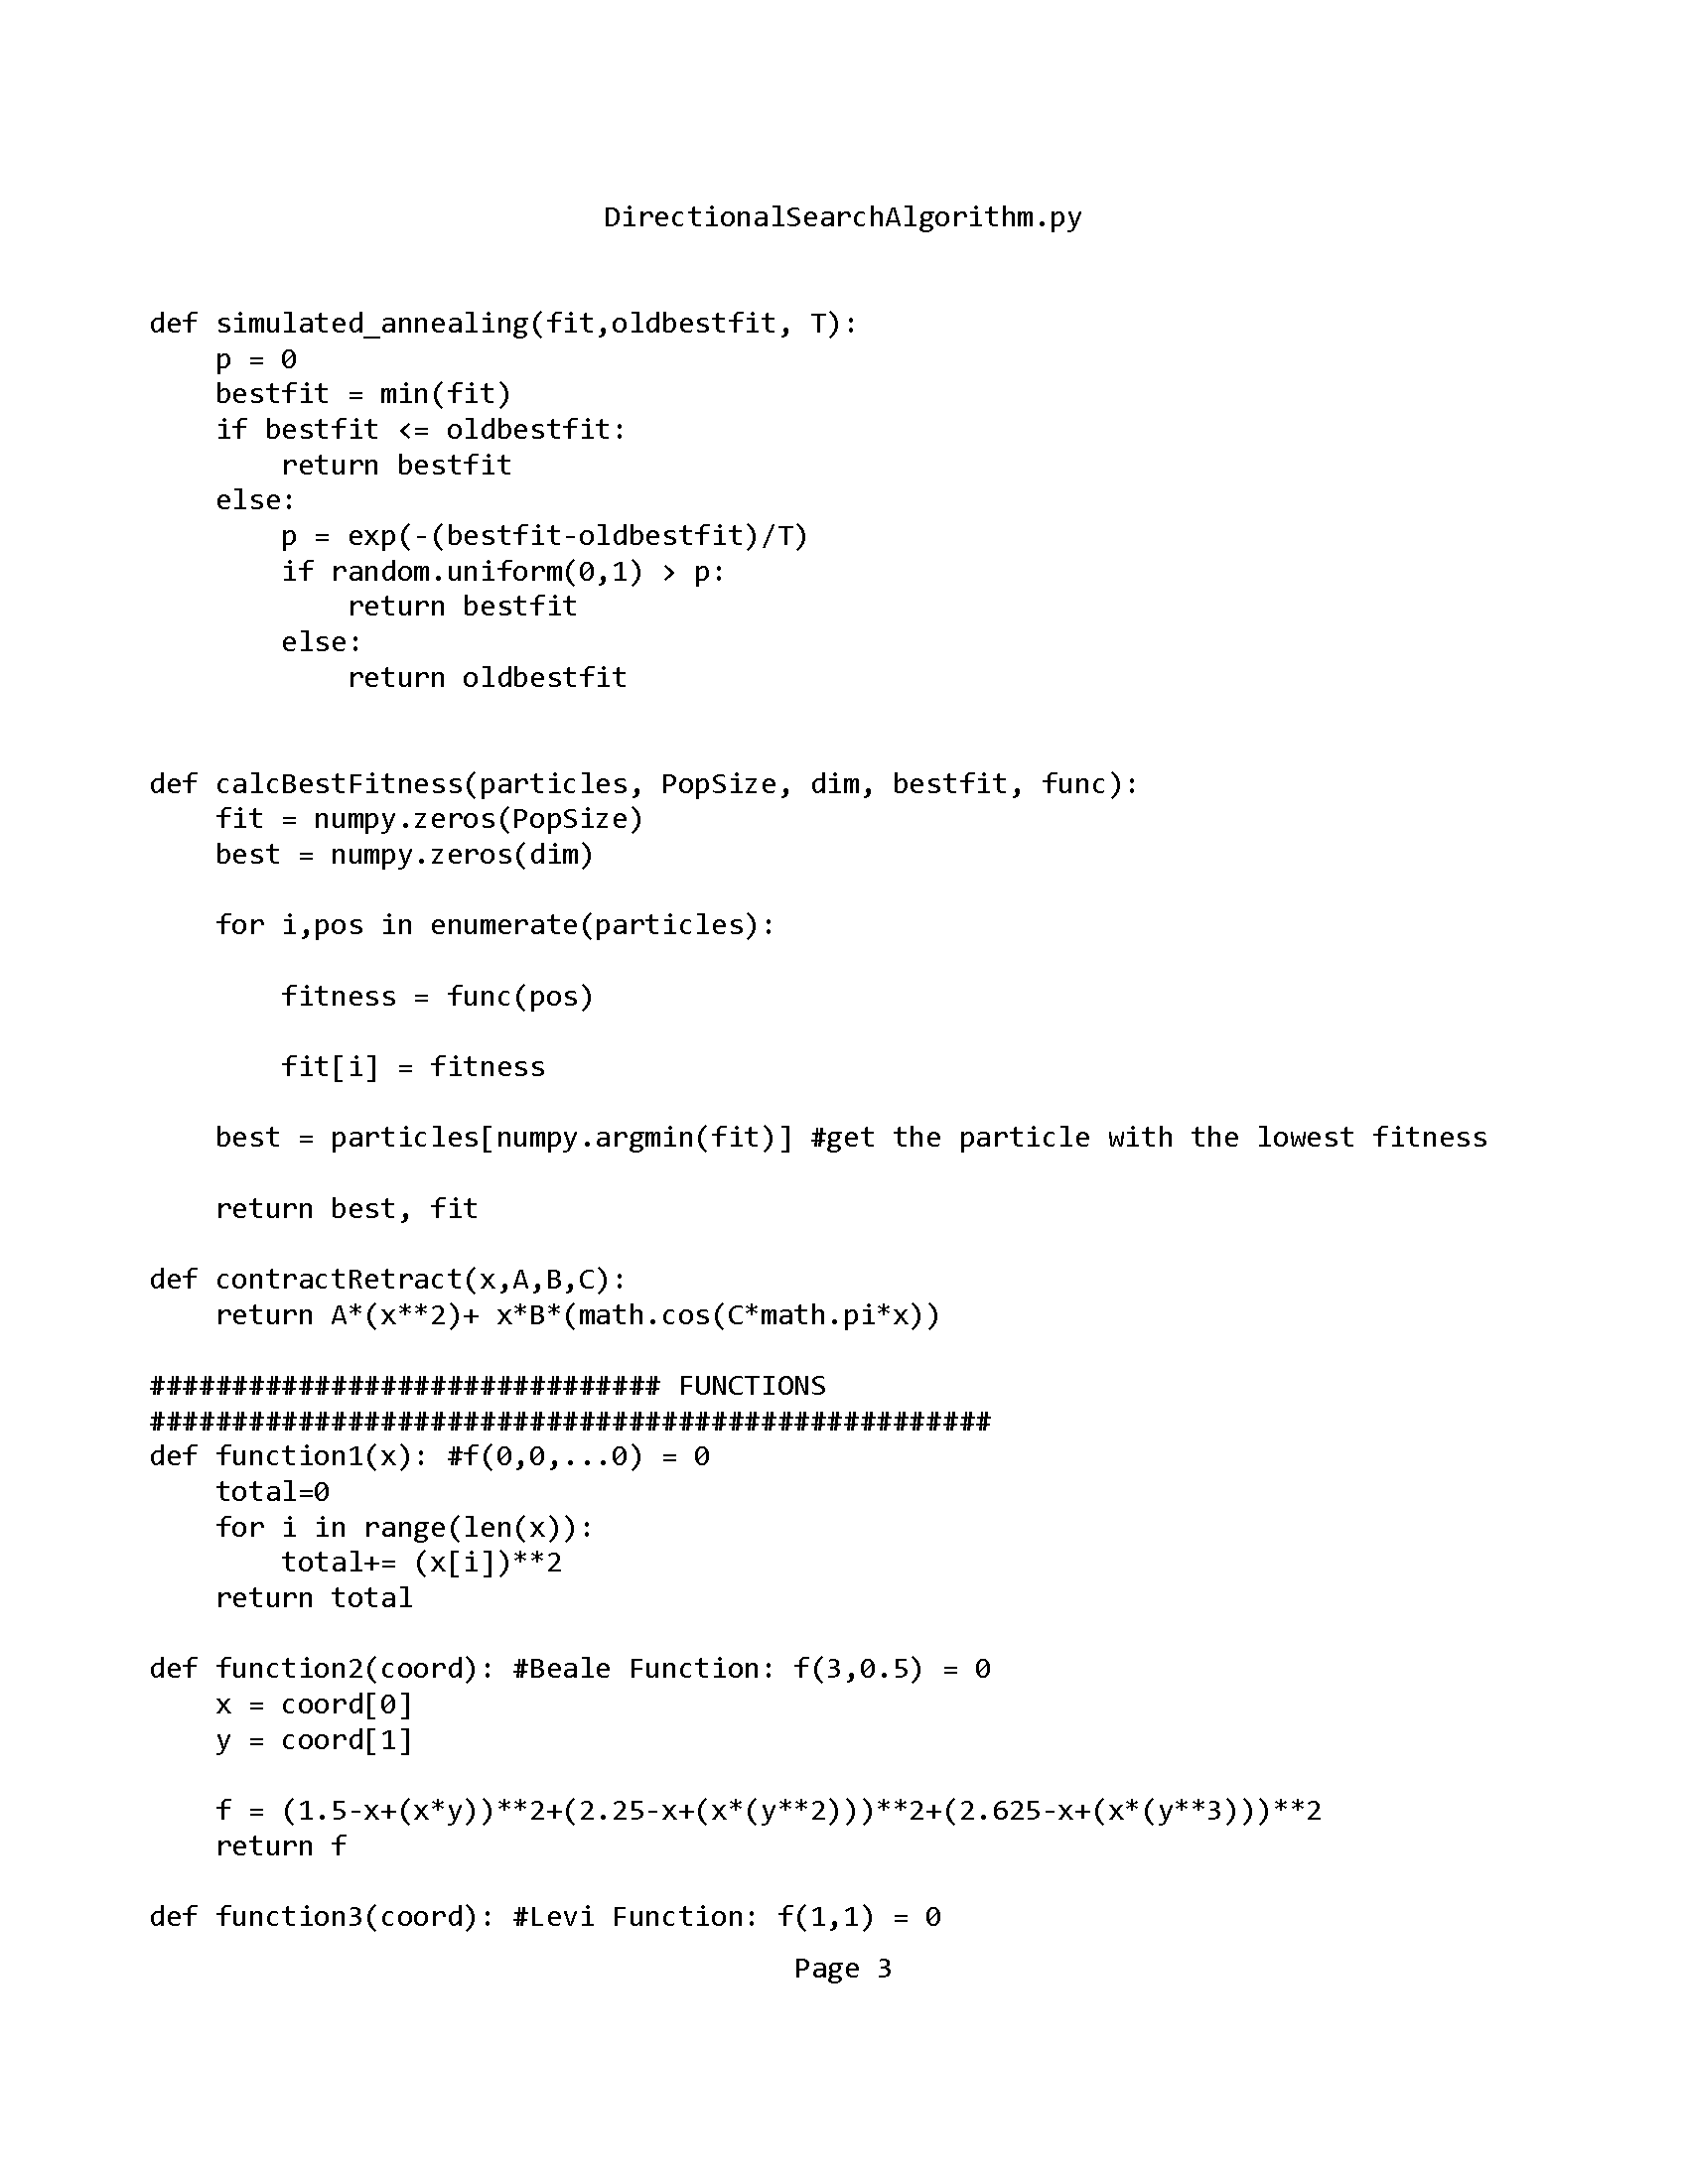 DirectionalSearchAlgorithm.py
def simulated_annealing(fit,oldbestfit, T):
    p = 0
    bestfit = min(fit)
    if bestfit <= oldbestfit:
        return bestfit
    else:
        p = exp(-(bestfit-oldbestfit)/T)
        if random.uniform(0,1) > p:
            return bestfit
        else:
            return oldbestfit
def calcBestFitness(particles, PopSize, dim, bestfit, func):
    fit = numpy.zeros(PopSize)
    best = numpy.zeros(dim)
    for i,pos in enumerate(particles):
        fitness = func(pos)
        fit[i] = fitness
    best = particles[numpy.argmin(fit)] #get the particle with the lowest fitness
    return best, fit
def contractRetract(x,A,B,C):
    return A*(x**2)+ x*B*(math.cos(C*math.pi*x))
############################### FUNCTIONS
###################################################
def function1(x): #f(0,0,...0) = 0
    total=0
    for i in range(len(x)):
        total+= (x[i])**2
    return total
def function2(coord): #Beale Function: f(3,0.5) = 0
    x = coord[0]
    y = coord[1]
    f = (1.5-x+(x*y))**2+(2.25-x+(x*(y**2)))**2+(2.625-x+(x*(y**3)))**2
    return f
def function3(coord): #Levi Function: f(1,1) = 0
Page 3